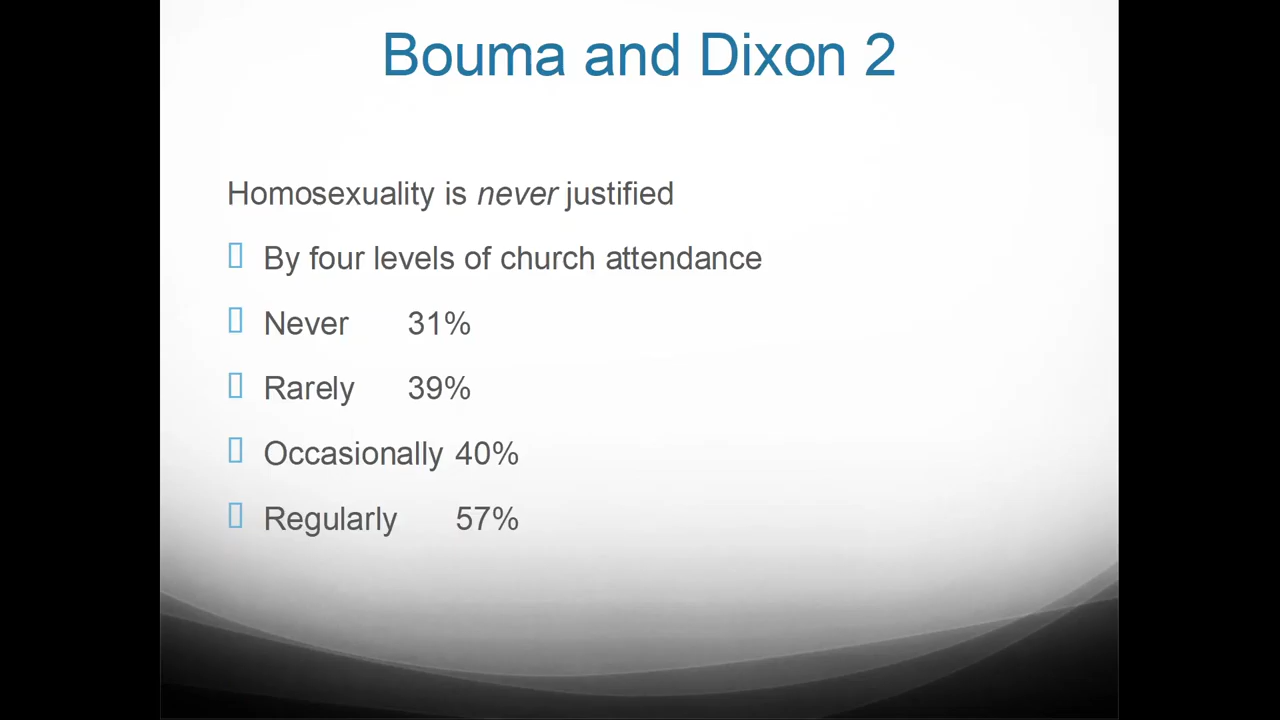 Bouma and Dixon 2
Homosexuality is never justified
By four levels of church attendance
Never 31%
Rarely 39%
Occasionally 40%
Regularly 57%